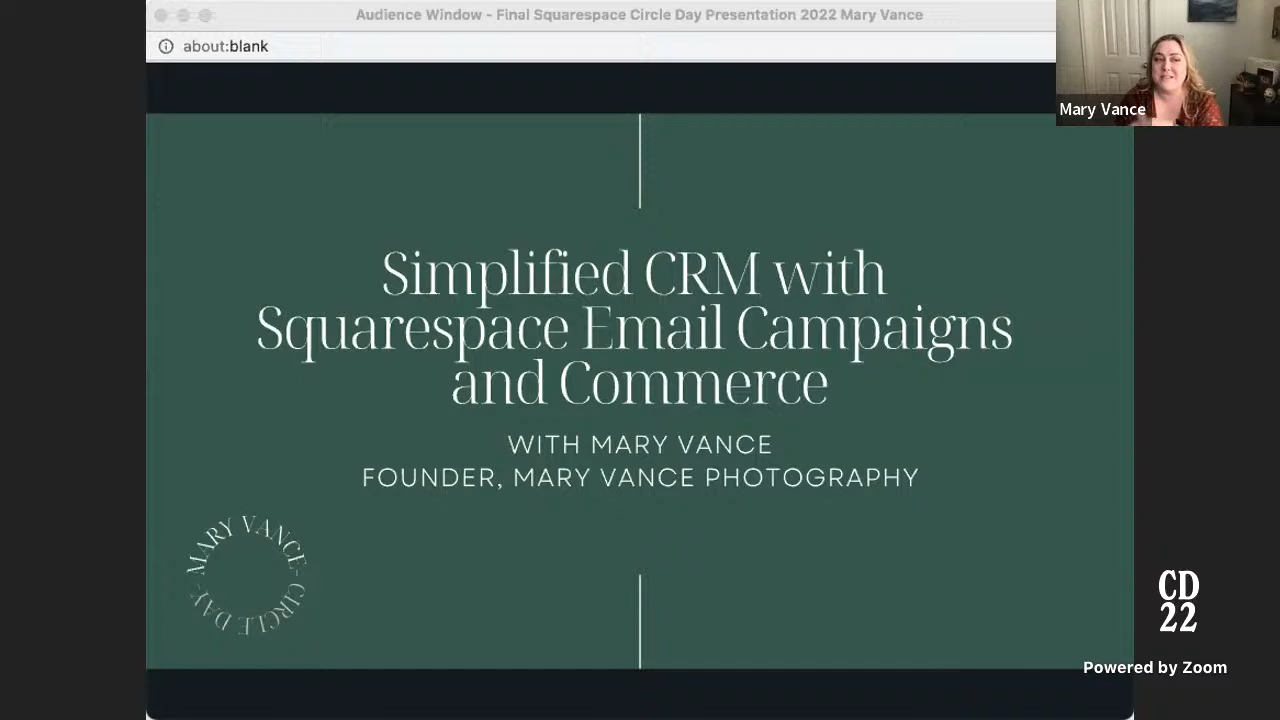 Audience Window - Final Squarespace Circle Day Presentation 2022 Mary Vance
about:blank
Mary Vance
Simplified CRM with
Squarespace Email Campaigns
and Commerce
WITH MARY VANCE
FOUNDER, MARY VANCE PHOTOGRAPHY
MARY VANCE - CIRCLE DAY -
CD
22
Powered by Zoom